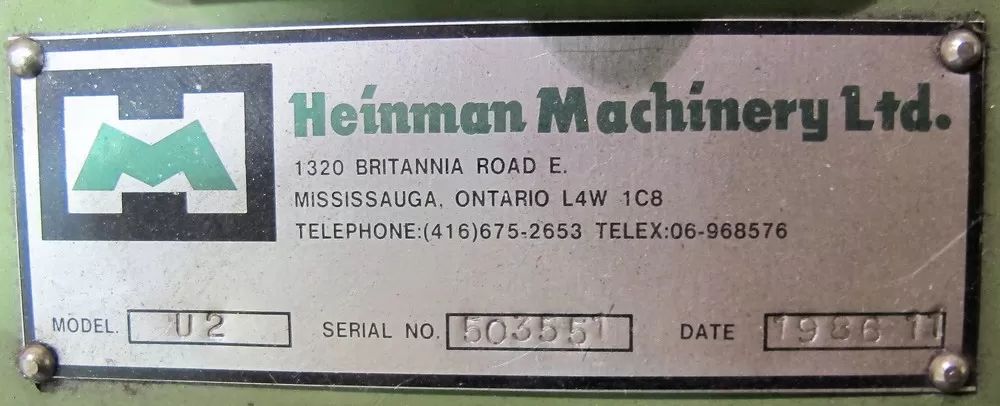 Heinman Machinery Ltd.
1320 BRITANNIA ROAD E.
MISSISSAUGA, ONTARIO L4W 1C8
TELEPHONE:(416)675-2653 TELEX:06-968576
MODEL. U2 SERIAL NO. 503551 DATE 1986 11